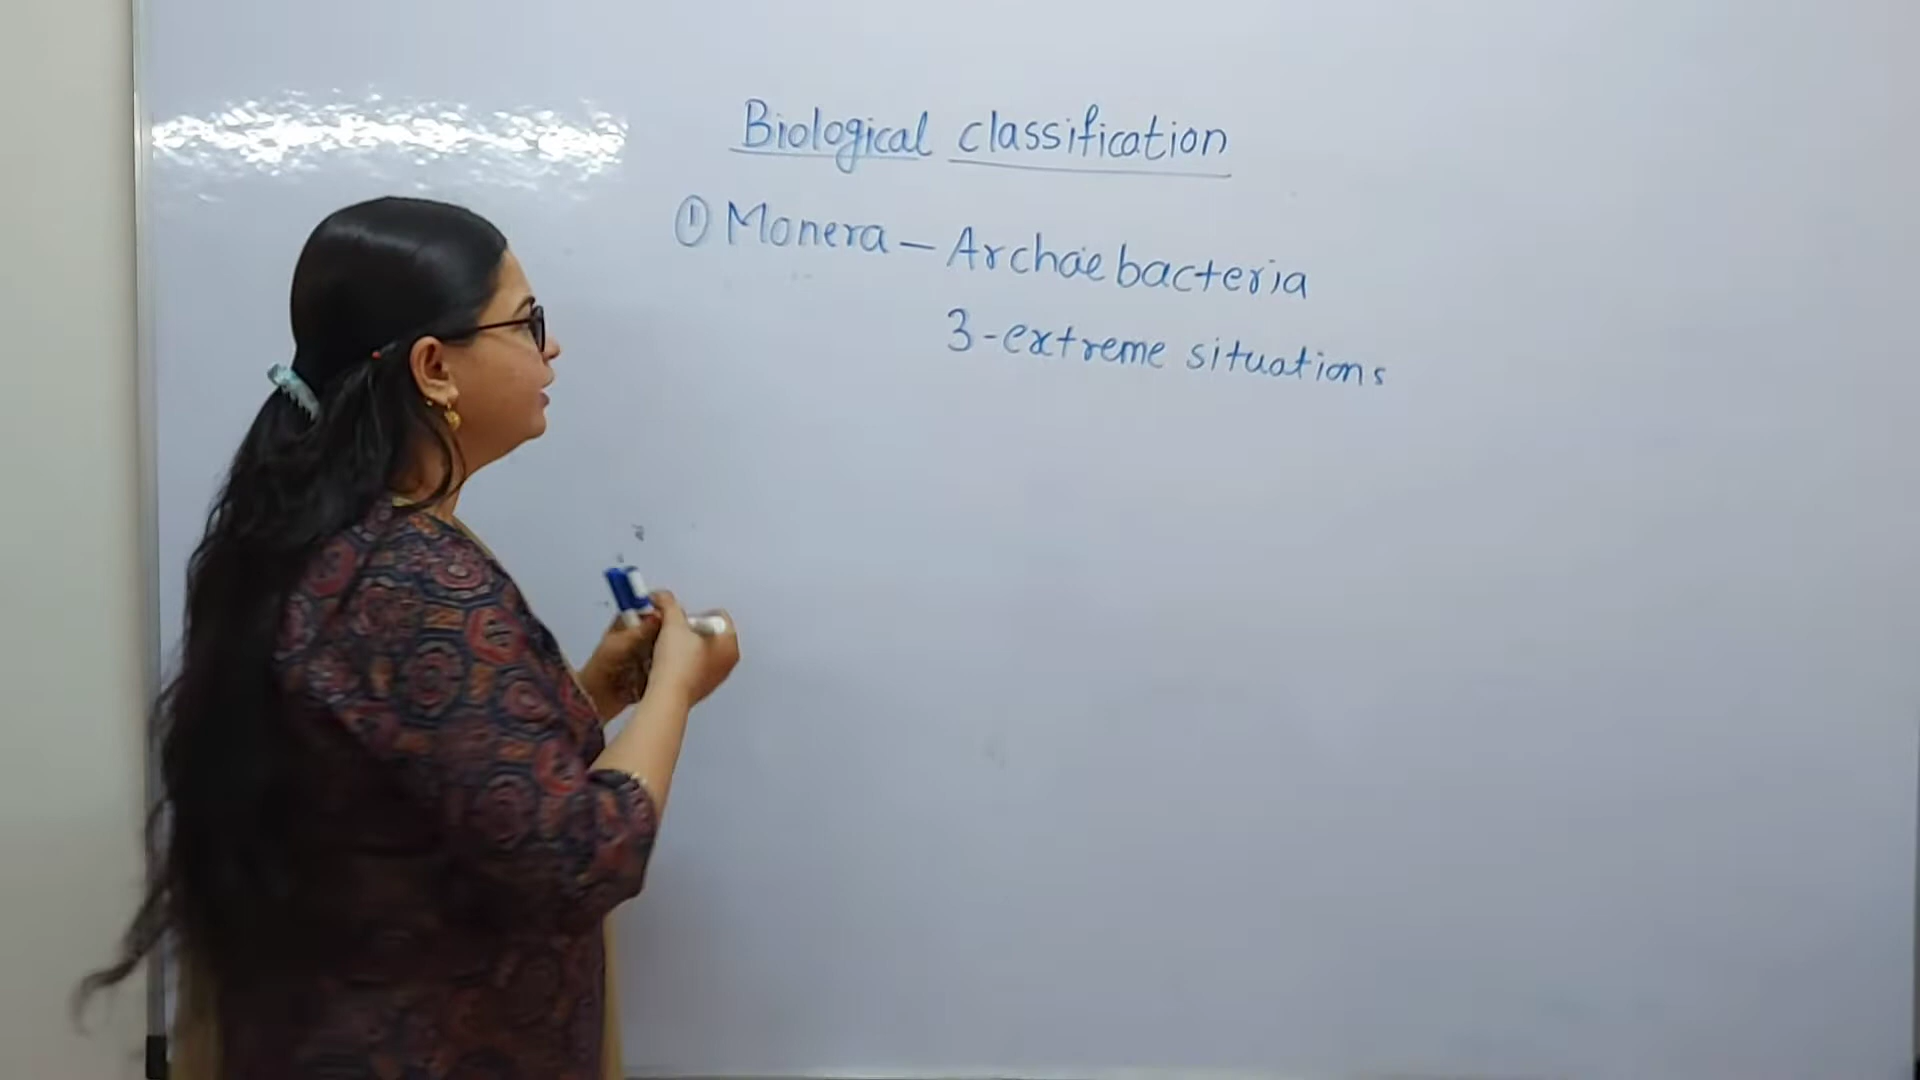 Biological classification
① Monera – Archaebacteria
3-extreme situations